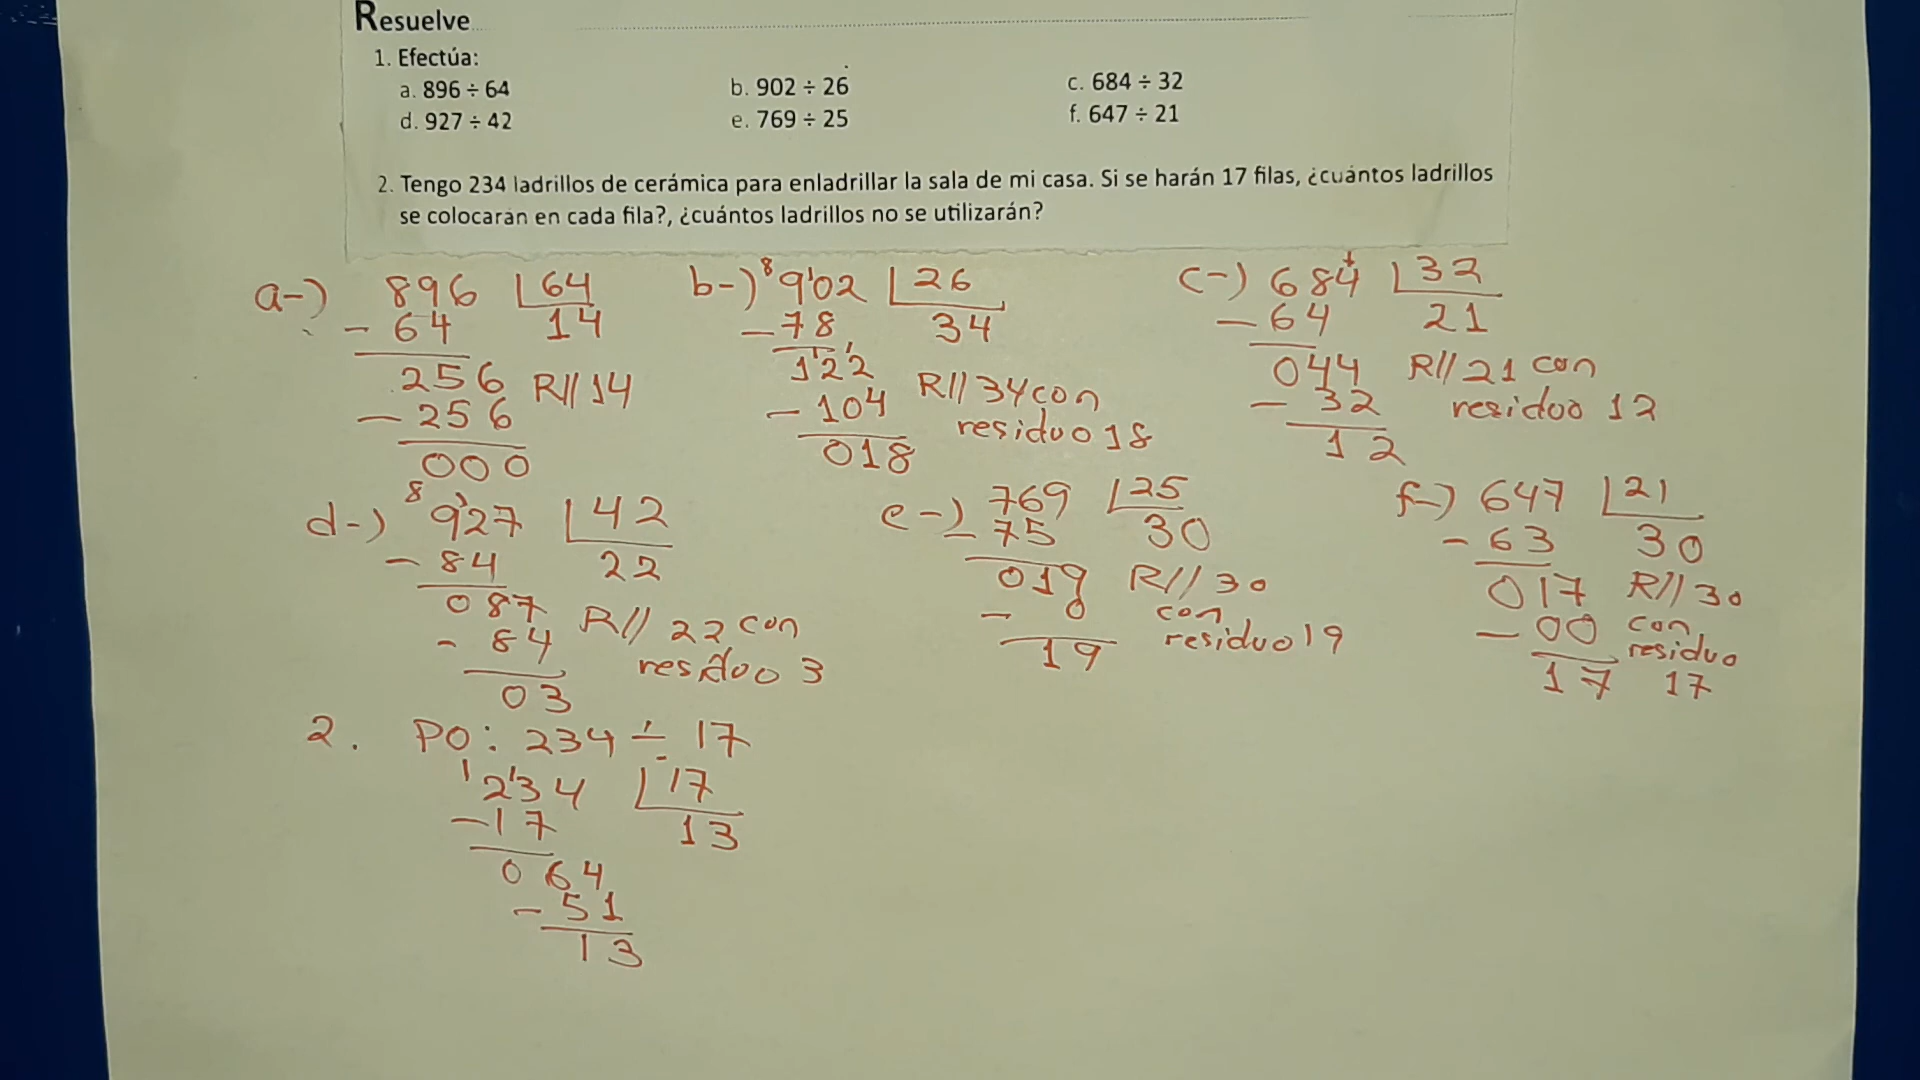 Resuelve
1. Efectúa:
a. 896 ÷ 64
b. 902 ÷ 26
c. 684 ÷ 32
d. 927 ÷ 42
e. 769 ÷ 25
f. 647 ÷ 21
2. Tengo 234 ladrillos de cerámica para enladrillar la sala de mi casa. Si se harán 17 filas, ¿cuántos ladrillos
se colocarán en cada fila?, ¿cuántos ladrillos no se utilizarán?
a-) 896 64
- 64 14
256 R// 14
- 256
000
b-) 902 26
- 78 34
122
R// 34 con
- 104
residuo 18
018
c-) 684 32
- 64 21
044 R// 21 con
- 32 residuo 12
12
d-) 927 42
- 84 22
087 R// 22 con
- 84 residuo 3
03
e-) 769 25
- 75 30
019 R// 30
- 0 con
19 residuo 19
f-) 647 21
- 63 30
017 R// 30
- 00 con
residuo
17 17
2. PO: 234 ÷ 17
234 17
- 17 13
064
- 51
13